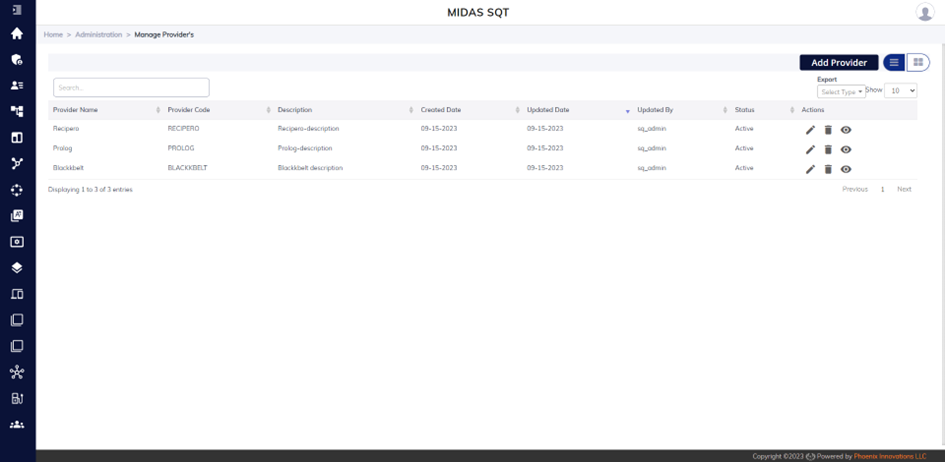 MIDAS SQT
Home > Administration > Manage Provider's
Add Provider
Export
Search...
Select Type
Show 10
Provider Name Provider Code Description Created Date Updated Date Updated By Status Actions
Recipero RECIPERO Recipero-description 09-15-2023 09-15-2023 sq_admin Active
Prolog PROLOG Prolog-description 09-15-2023 09-15-2023 sq_admin Active
Blackkbelt BLACKKBELT Blackkbelt description 09-15-2023 09-15-2023 sq_admin Active
Displaying 1 to 3 of 3 entries
Previous 1 Next
Copyright ©2023 Powered by Phoenix Innovations LLC